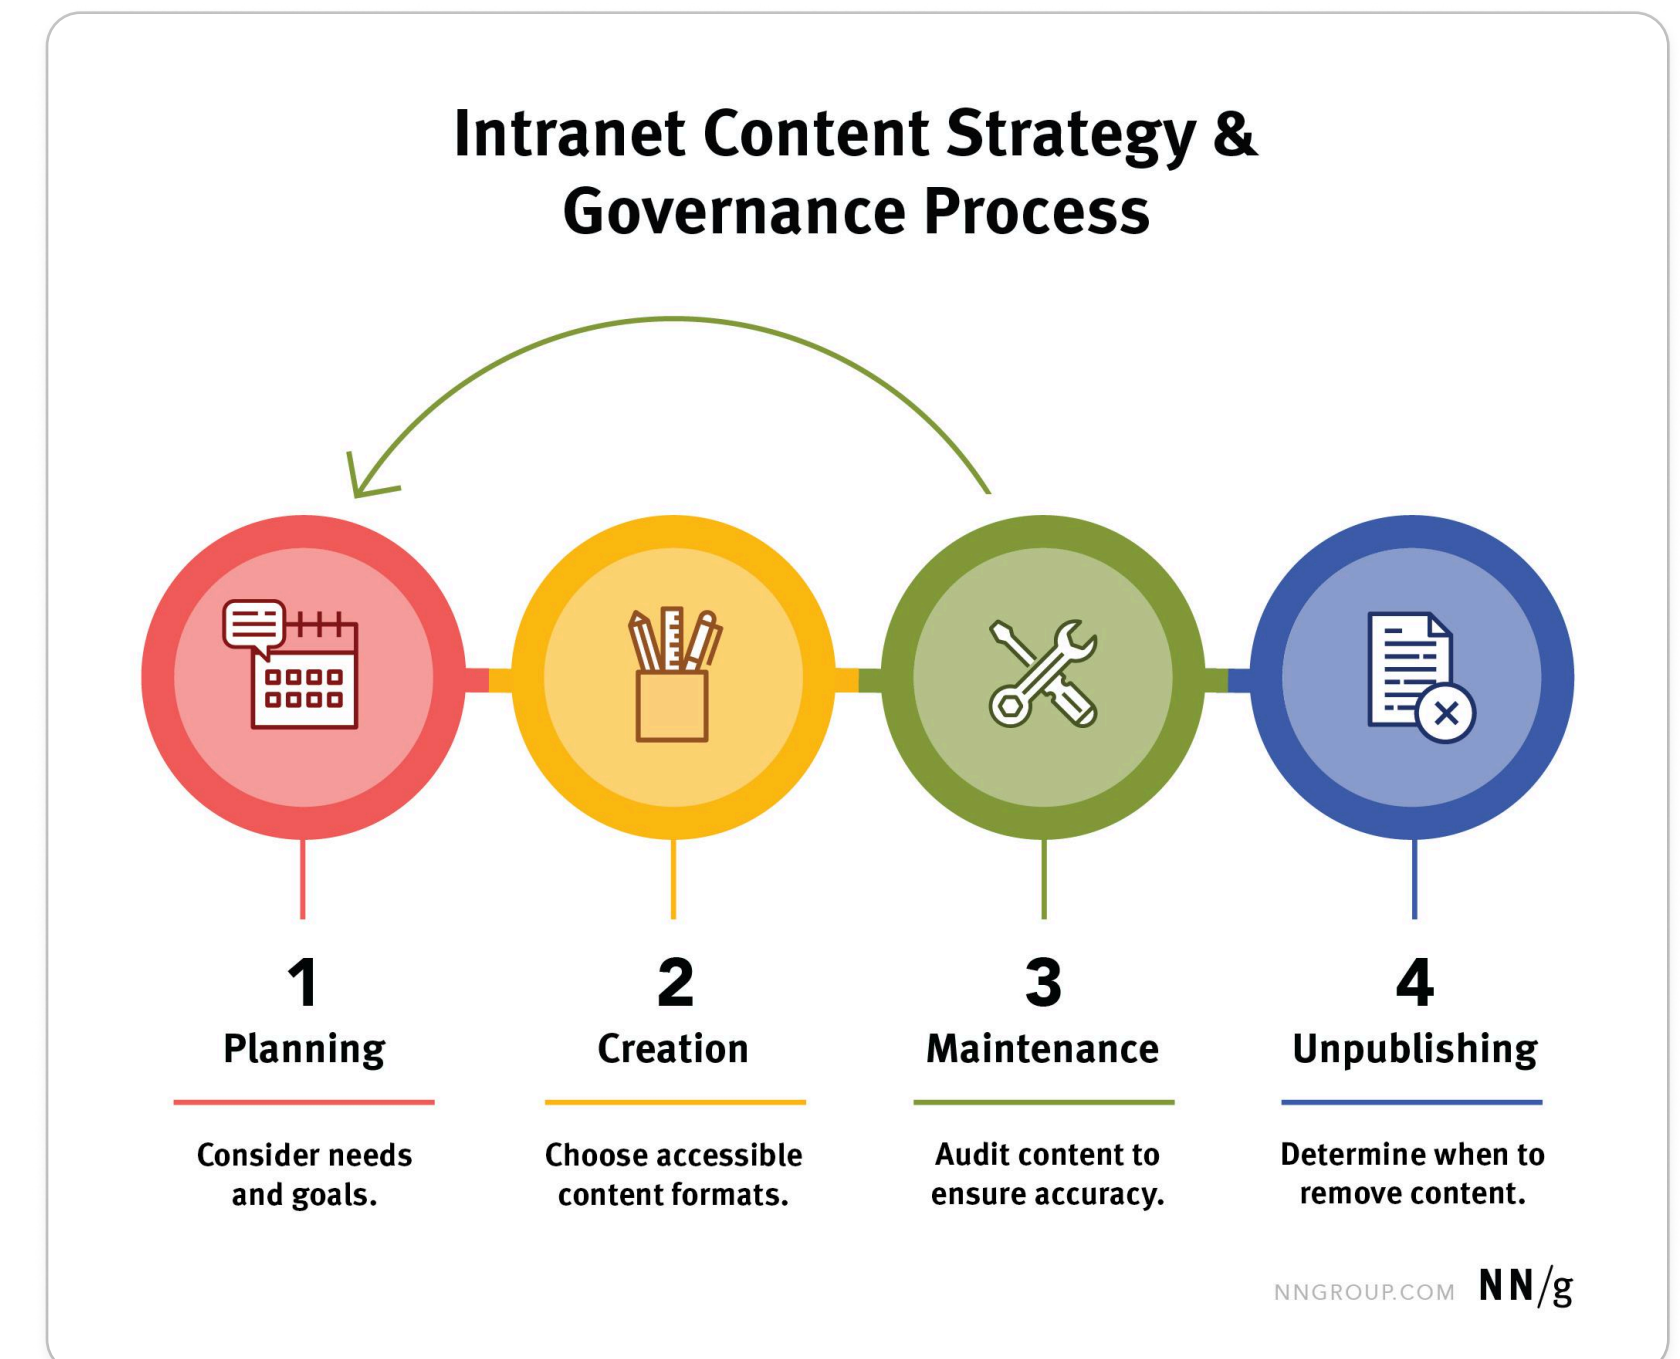 Intranet Content Strategy &
Governance Process
1
Planning
Consider needs
and goals.
2
Creation
Choose accessible
content formats.
3
Maintenance
Audit content to
ensure accuracy.
4
Unpublishing
Determine when to
remove content.
NNGROUP.COM NN/g